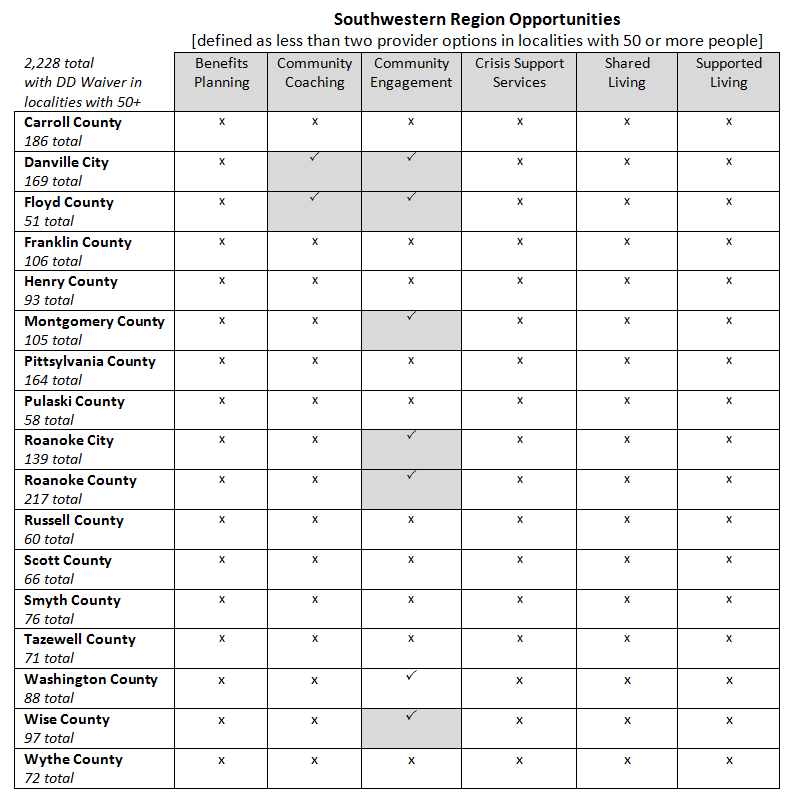 Southwestern Region Opportunities
[defined as less than two provider options in localities with 50 or more people]
2,228 total
with DD Waiver in
localities with 50+
Benefits
Planning
Community
Coaching
Community
Engagement
Crisis Support
Services
Shared
Living
Supported
Living
Carroll County
186 total
x x x x x x
Danville City
169 total
x ✓ ✓ x x x
Floyd County
51 total
x ✓ ✓ x x x
Franklin County
106 total
x x x x x x
Henry County
93 total
x x x x x x
Montgomery County
105 total
x x ✓ x x x
Pittsylvania County
164 total
x x x x x x
Pulaski County
58 total
x x x x x x
Roanoke City
139 total
x x ✓ x x x
Roanoke County
217 total
x x ✓ x x x
Russell County
60 total
x x x x x x
Scott County
66 total
x x x x x x
Smyth County
76 total
x x x x x x
Tazewell County
71 total
x x x x x x
Washington County
88 total
x x ✓ x x x
Wise County
97 total
x x ✓ x x x
Wythe County
72 total
x x x x x x